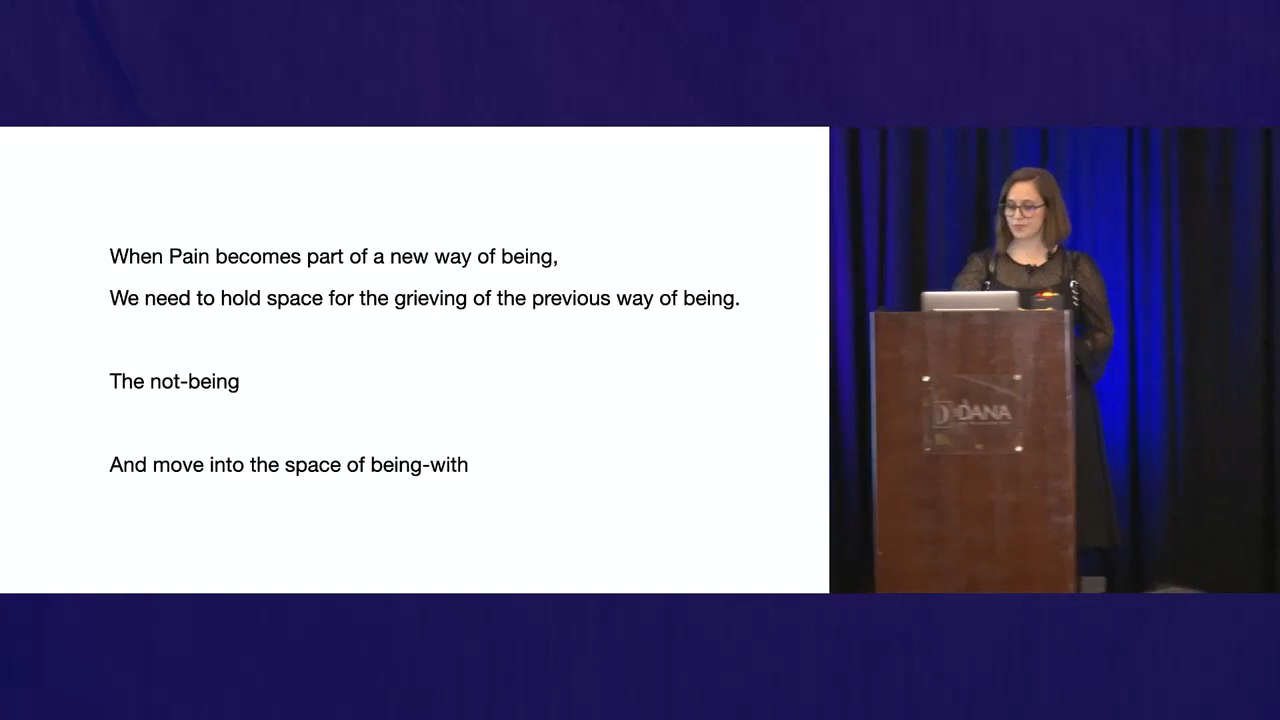 When Pain becomes part of a new way of being,
We need to hold space for the grieving of the previous way of being.
The not-being
And move into the space of being-with
DANA